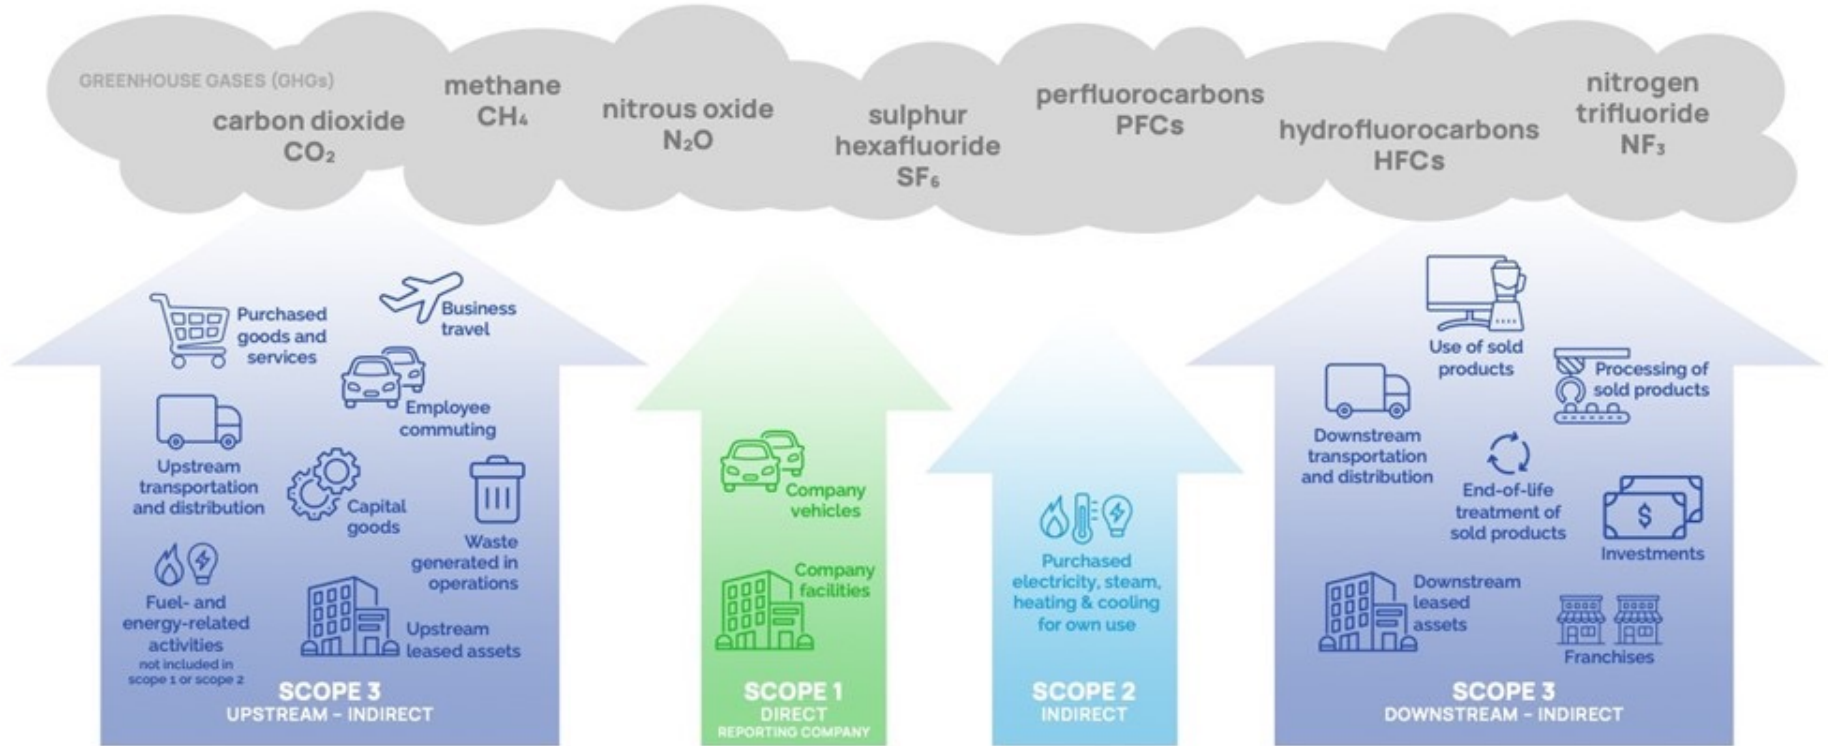 GREENHOUSE GASES (GHGs)
carbon dioxide
CO₂
methane
CH₄
nitrous oxide
N₂O
sulphur
hexafluoride
SF₆
perfluorocarbons
PFCs
hydrofluorocarbons
HFCs
nitrogen
trifluoride
NF₃
Purchased
goods and
services
Business
travel
Employee
commuting
Upstream
transportation
and distribution
Capital
goods
Waste
generated in
operations
Fuel- and
energy-related
activities
not included in
scope 1 or scope 2
Upstream
leased assets
SCOPE 3
UPSTREAM – INDIRECT
Company
vehicles
Company
facilities
SCOPE 1
DIRECT
REPORTING COMPANY
Purchased
electricity, steam,
heating & cooling
for own use
SCOPE 2
INDIRECT
Use of sold
products
Processing of
sold products
Downstream
transportation
and distribution
End-of-life
treatment of
sold products
$
Investments
Downstream
leased
assets
Franchises
SCOPE 3
DOWNSTREAM – INDIRECT